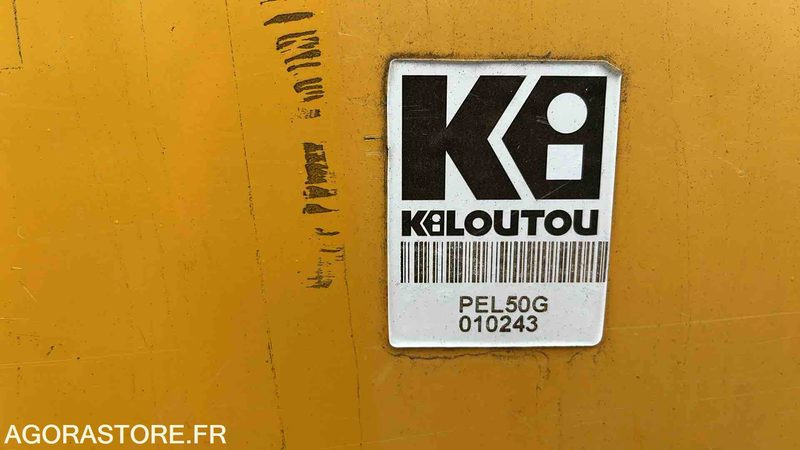 Ki
KiLOUTOU
PEL50G
010243
AGORASTORE.FR